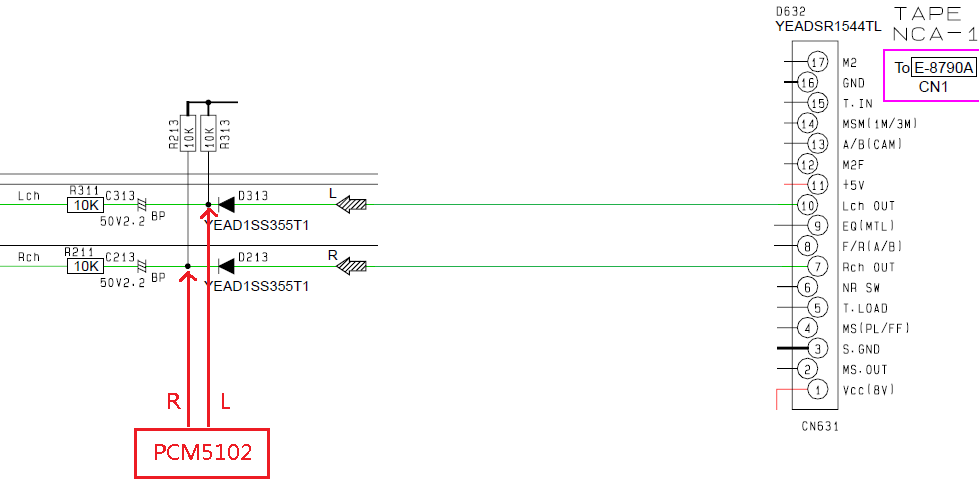 D632
YEADSR1544TL
TAPE
NCA-1
To E-8790A
CN1
17 M2
16 GND
15 T.IN
14 MSM(1M/3M)
13 A/B(CAM)
12 M2F
11 +5V
10 Lch OUT
9 EQ(MTL)
8 F/R(A/B)
7 Rch OUT
6 NR SW
5 T.LOAD
4 MS(PL/FF)
3 S.GND
2 MS.OUT
1 Vcc(8V)
CN631
R213
10K
10K
R313
Lch
R311
10K
C313
50V2.2 BP
D313
YEAD1SS355T1
L
Rch
R211
10K
C213
50V2.2 BP
D213
YEAD1SS355T1
R
R L
PCM5102